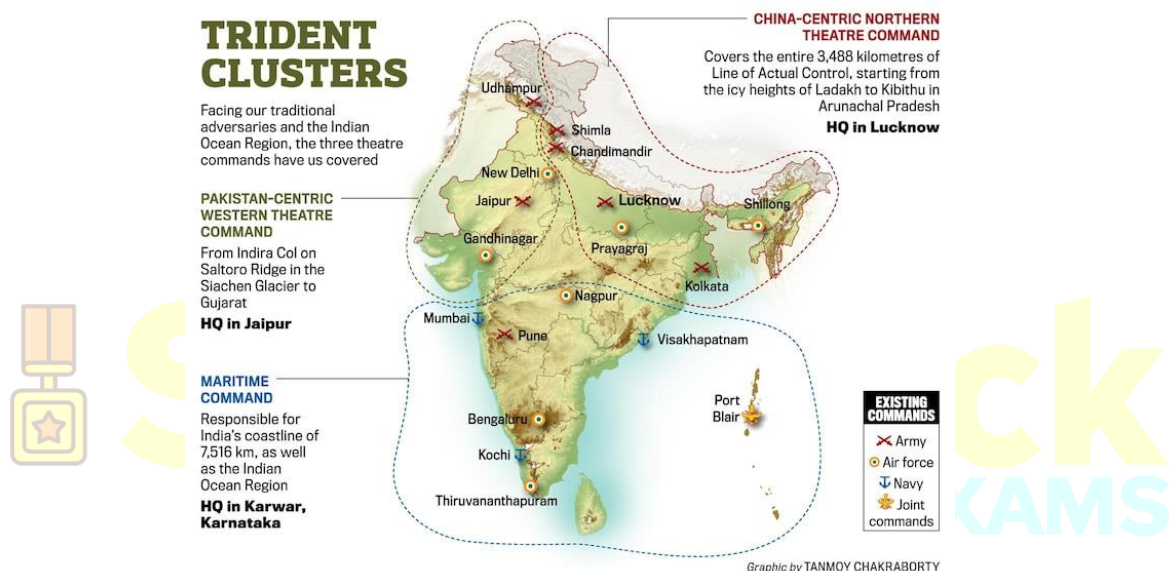 TRIDENT
CLUSTERS
Facing our traditional
adversaries and the Indian
Ocean Region, the three theatre
commands have us covered
PAKISTAN-CENTRIC
WESTERN THEATRE
COMMAND
From Indira Col on
Saltoro Ridge in the
Siachen Glacier to
Gujarat
HQ in Jaipur
MARITIME
COMMAND
Responsible for
India's coastline of
7,516 km, as well
as the Indian
Ocean Region
HQ in Karwar,
Karnataka
CHINA-CENTRIC NORTHERN
THEATRE COMMAND
Covers the entire 3,488 kilometres of
Line of Actual Control, starting from
the icy heights of Ladakh to Kibithu in
Arunachal Pradesh
HQ in Lucknow
Udhampur
Shimla
Chandimandir
New Delhi
Jaipur
Lucknow
Shillong
Gandhinagar
Prayagraj
Kolkata
Nagpur
Mumbai
Pune
Visakhapatnam
Port
Blair
Bengaluru
Kochi
Thiruvananthapuram
EXISTING
COMMANDS
Army
Air force
Navy
Joint
commands
Graphic by TANMOY CHAKRABORTY